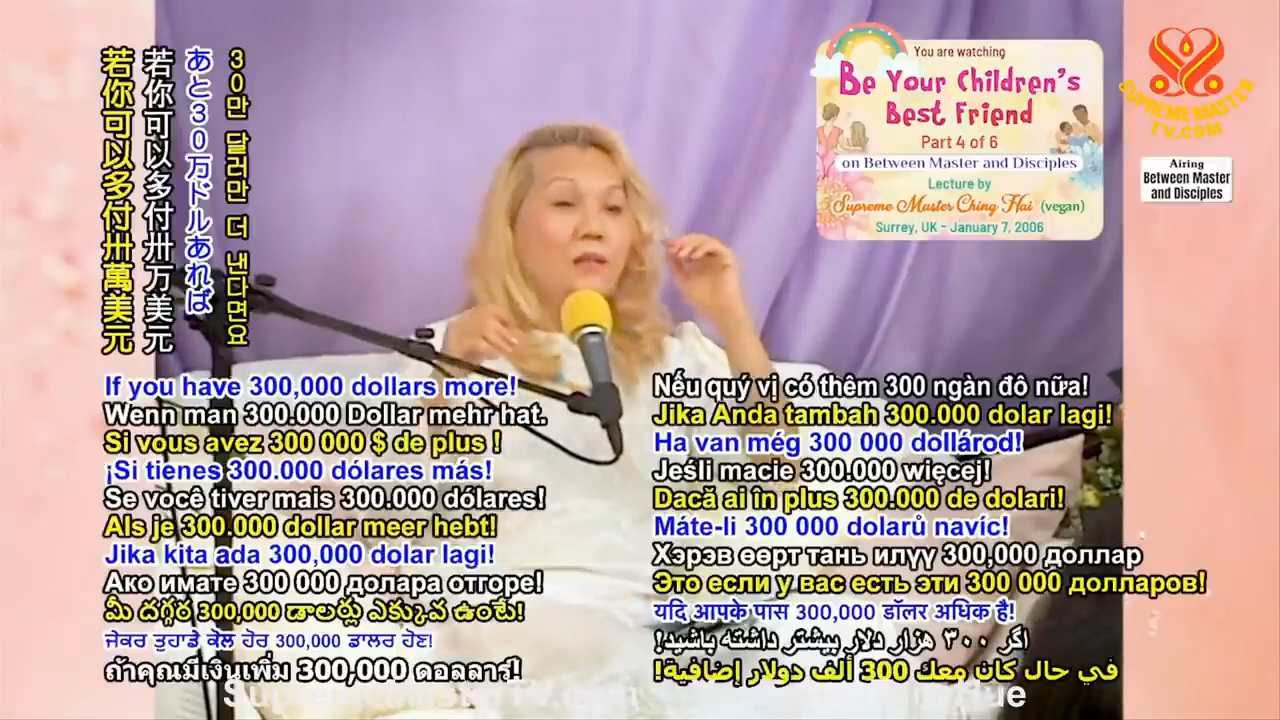 若你可以多付卅萬美元
若你可以多付卅万美元
あと30万ドルあれば
30만 달러만 더 낸다면요
You are watching
Be Your Children's
Best Friend
Part 4 of 6
on Between Master and Disciples
Lecture by
Supreme Master Ching Hai (vegan)
Surrey, UK - January 7, 2006
SUPREME MASTER
TV.COM
Airing
Between Master
and Disciples
If you have 300,000 dollars more!
Wenn man 300.000 Dollar mehr hat.
Si vous avez 300 000 $ de plus !
¡Si tienes 300.000 dólares más!
Se você tiver mais 300.000 dólares!
Als je 300.000 dollar meer hebt!
Jika kita ada 300,000 dolar lagi!
Ако имате 300 000 долара отгоре!
మీ దగ్గర 300,000 డాలర్లు ఎక్కువ ఉంటే!
ਜੇਕਰ ਤੁਹਾਡੇ ਕੋਲ ਹੋਰ 300,000 ਡਾਲਰ ਹੋਣ!
ถ้าคุณมีเงินเพิ่ม 300,000 ดอลลาร์!
Nếu quý vị có thêm 300 ngàn đô nữa!
Jika Anda tambah 300.000 dolar lagi!
Ha van még 300 000 dollárod!
Jeśli macie 300.000 więcej!
Dacă ai în plus 300.000 de dolari!
Máte-li 300 000 dolarů navíc!
Хэрэв өөрт тань илүү 300,000 доллар
Это если у вас есть эти 300 000 долларов!
यदि आपके पास 300,000 डॉलर अधिक है!
اگر ۳۰۰ هزار دلار بیشتر داشته باشید!
في حال كان معك 300 ألف دولار إضافية!